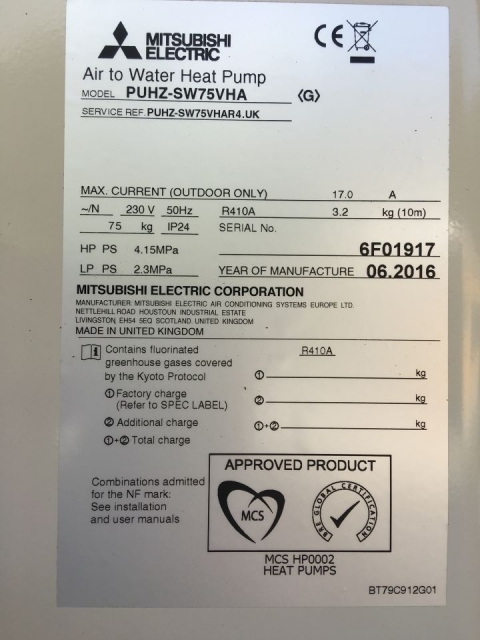 MITSUBISHI
ELECTRIC
CE
Air to Water Heat Pump
MODEL PUHZ-SW75VHA 〈G〉
SERVICE REF. PUHZ-SW75VHAR4.UK
MAX. CURRENT (OUTDOOR ONLY) 17.0 A
~/N 230 V 50Hz R410A 3.2 kg (10m)
75 kg IP24 SERIAL No.
HP PS 4.15MPa 6F01917
LP PS 2.3MPa YEAR OF MANUFACTURE 06.2016
MITSUBISHI ELECTRIC CORPORATION
MANUFACTURER: MITSUBISHI ELECTRIC AIR CONDITIONING SYSTEMS EUROPE LTD.
NETTLEHILL ROAD HOUSTOUN INDUSTRIAL ESTATE
LIVINGSTON EH54 5EQ SCOTLAND UNITED KINGDOM
MADE IN UNITED KINGDOM
Contains fluorinated R410A
greenhouse gases covered
by the Kyoto Protocol ① kg
① Factory charge
(Refer to SPEC LABEL) ② kg
② Additional charge ①+② kg
①+② Total charge
Combinations admitted
for the NF mark:
See installation
and user manuals
APPROVED PRODUCT
MCS
BRE GLOBAL CERTIFICATION
MCS HP0002
HEAT PUMPS
BT79C912G01